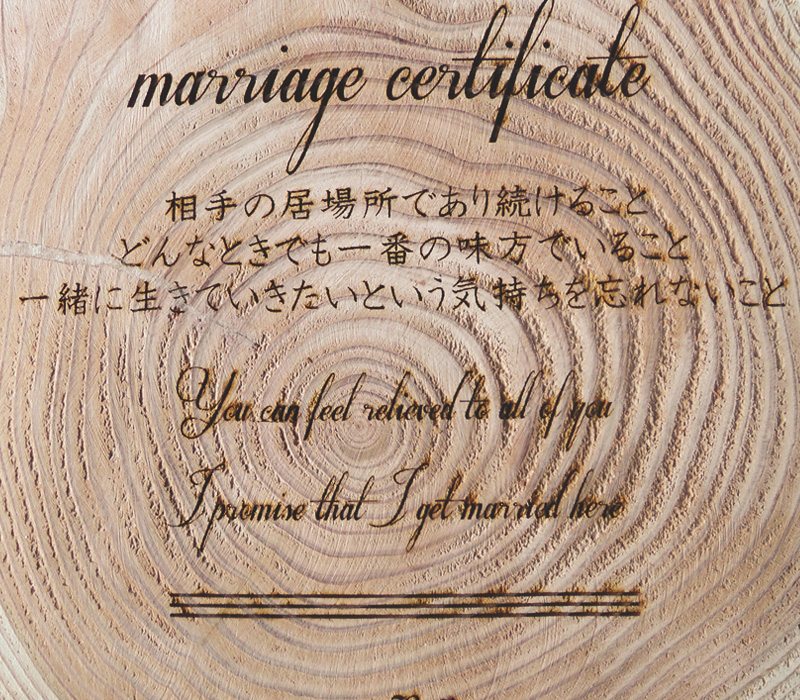 marriage certificate
相手の居場所であり続けること
どんなときでも一番の味方でいること
一緒に生きていきたいという気持ちを忘れないこと
You can feel relieved to all of you
I promise that I get married here